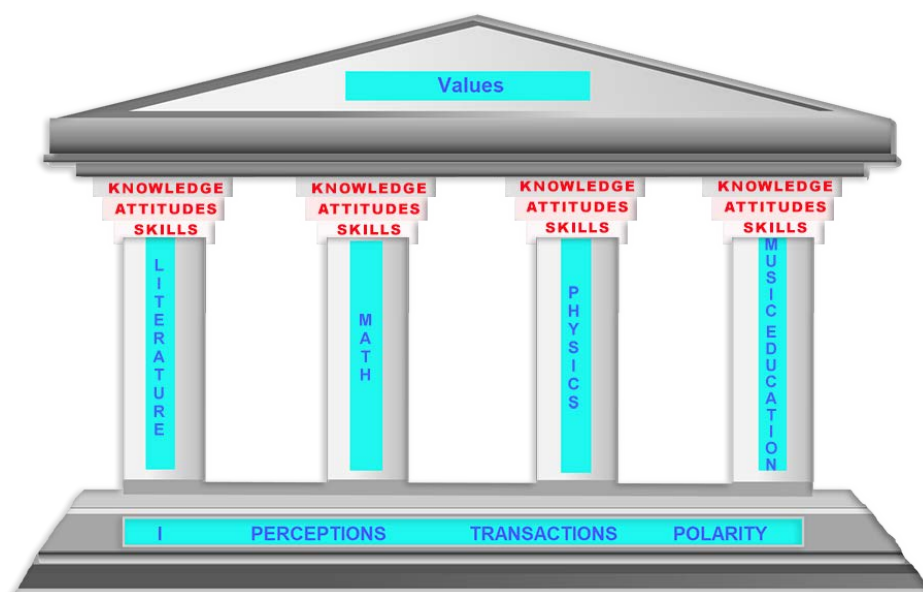 Values
KNOWLEDGE
ATTITUDES
SKILLS
LITERATURE
KNOWLEDGE
ATTITUDES
SKILLS
MATH
KNOWLEDGE
ATTITUDES
SKILLS
PHYSICS
KNOWLEDGE
ATTITUDES
SKILLS
MUSIC EDUCATION
I PERCEPTIONS TRANSACTIONS POLARITY